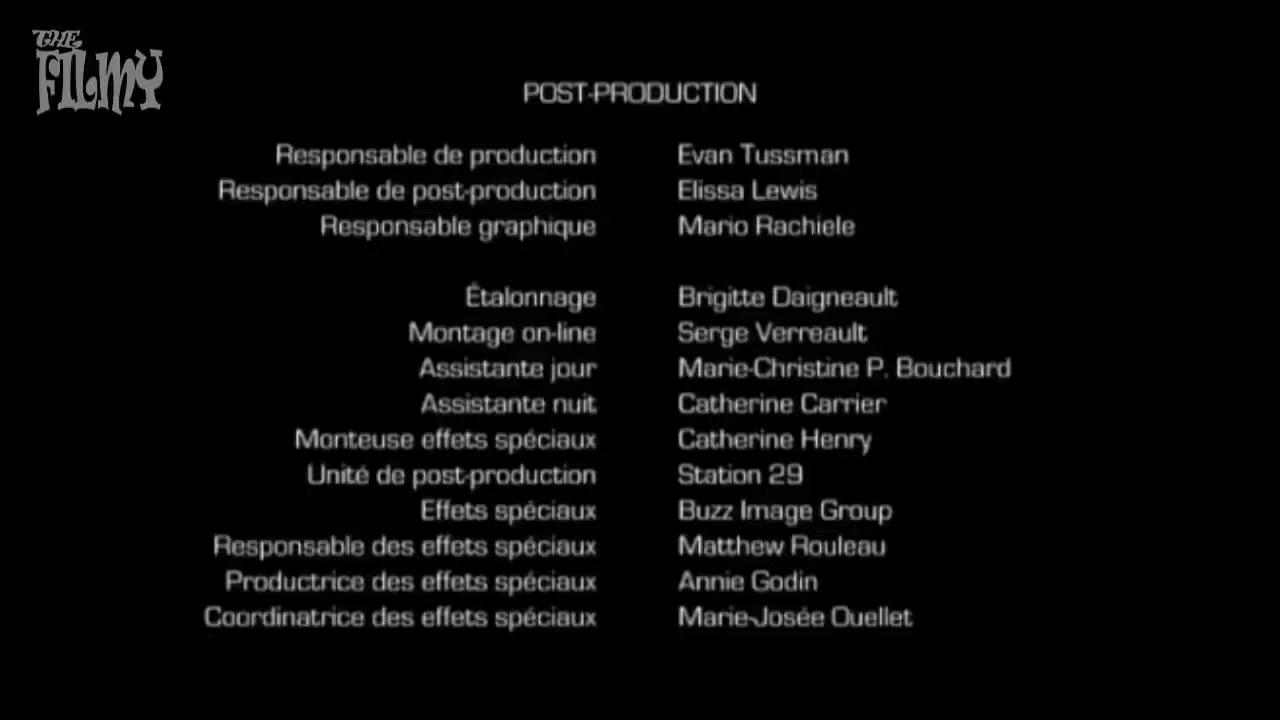 THE
FILMY
POST-PRODUCTION
Responsable de production Evan Tussman
Responsable de post-production Elissa Lewis
Responsable graphique Mario Rachiele
Étalonnage Brigitte Daigneault
Montage on-line Serge Verreault
Assistante jour Marie-Christine P. Bouchard
Assistante nuit Catherine Carrier
Monteuse effets spéciaux Catherine Henry
Unité de post-production Station 29
Effets spéciaux Buzz Image Group
Responsable des effets spéciaux Matthew Rouleau
Productrice des effets spéciaux Annie Godin
Coordinatrice des effets spéciaux Marie-Josée Ouellet